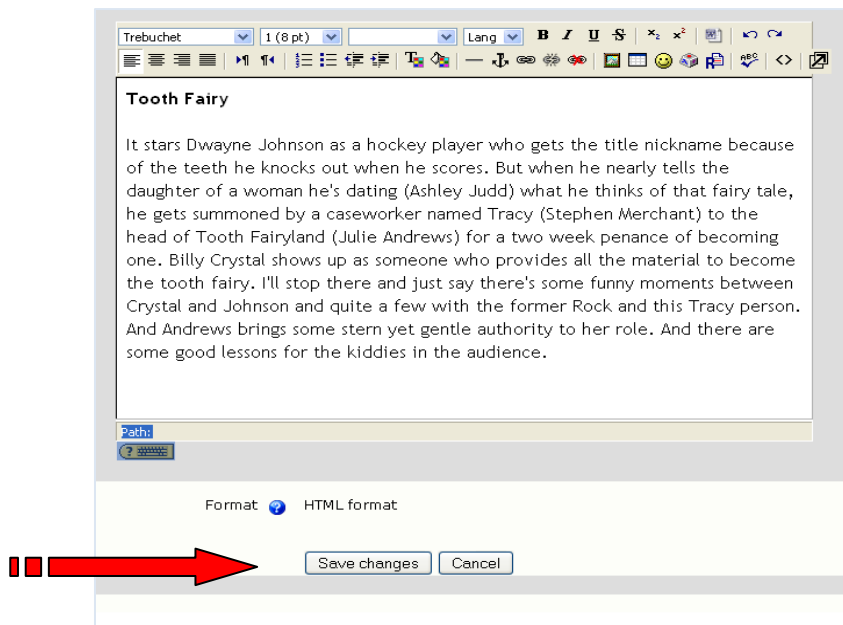 Trebuchet 1 (8 pt) Lang B I U S x₂ x²
ABC <>
Tooth Fairy
It stars Dwayne Johnson as a hockey player who gets the title nickname because
of the teeth he knocks out when he scores. But when he nearly tells the
daughter of a woman he's dating (Ashley Judd) what he thinks of that fairy tale,
he gets summoned by a caseworker named Tracy (Stephen Merchant) to the
head of Tooth Fairyland (Julie Andrews) for a two week penance of becoming
one. Billy Crystal shows up as someone who provides all the material to become
the tooth fairy. I'll stop there and just say there's some funny moments between
Crystal and Johnson and quite a few with the former Rock and this Tracy person.
And Andrews brings some stern yet gentle authority to her role. And there are
some good lessons for the kiddies in the audience.
Path:
?
Format ? HTML format
Save changes Cancel